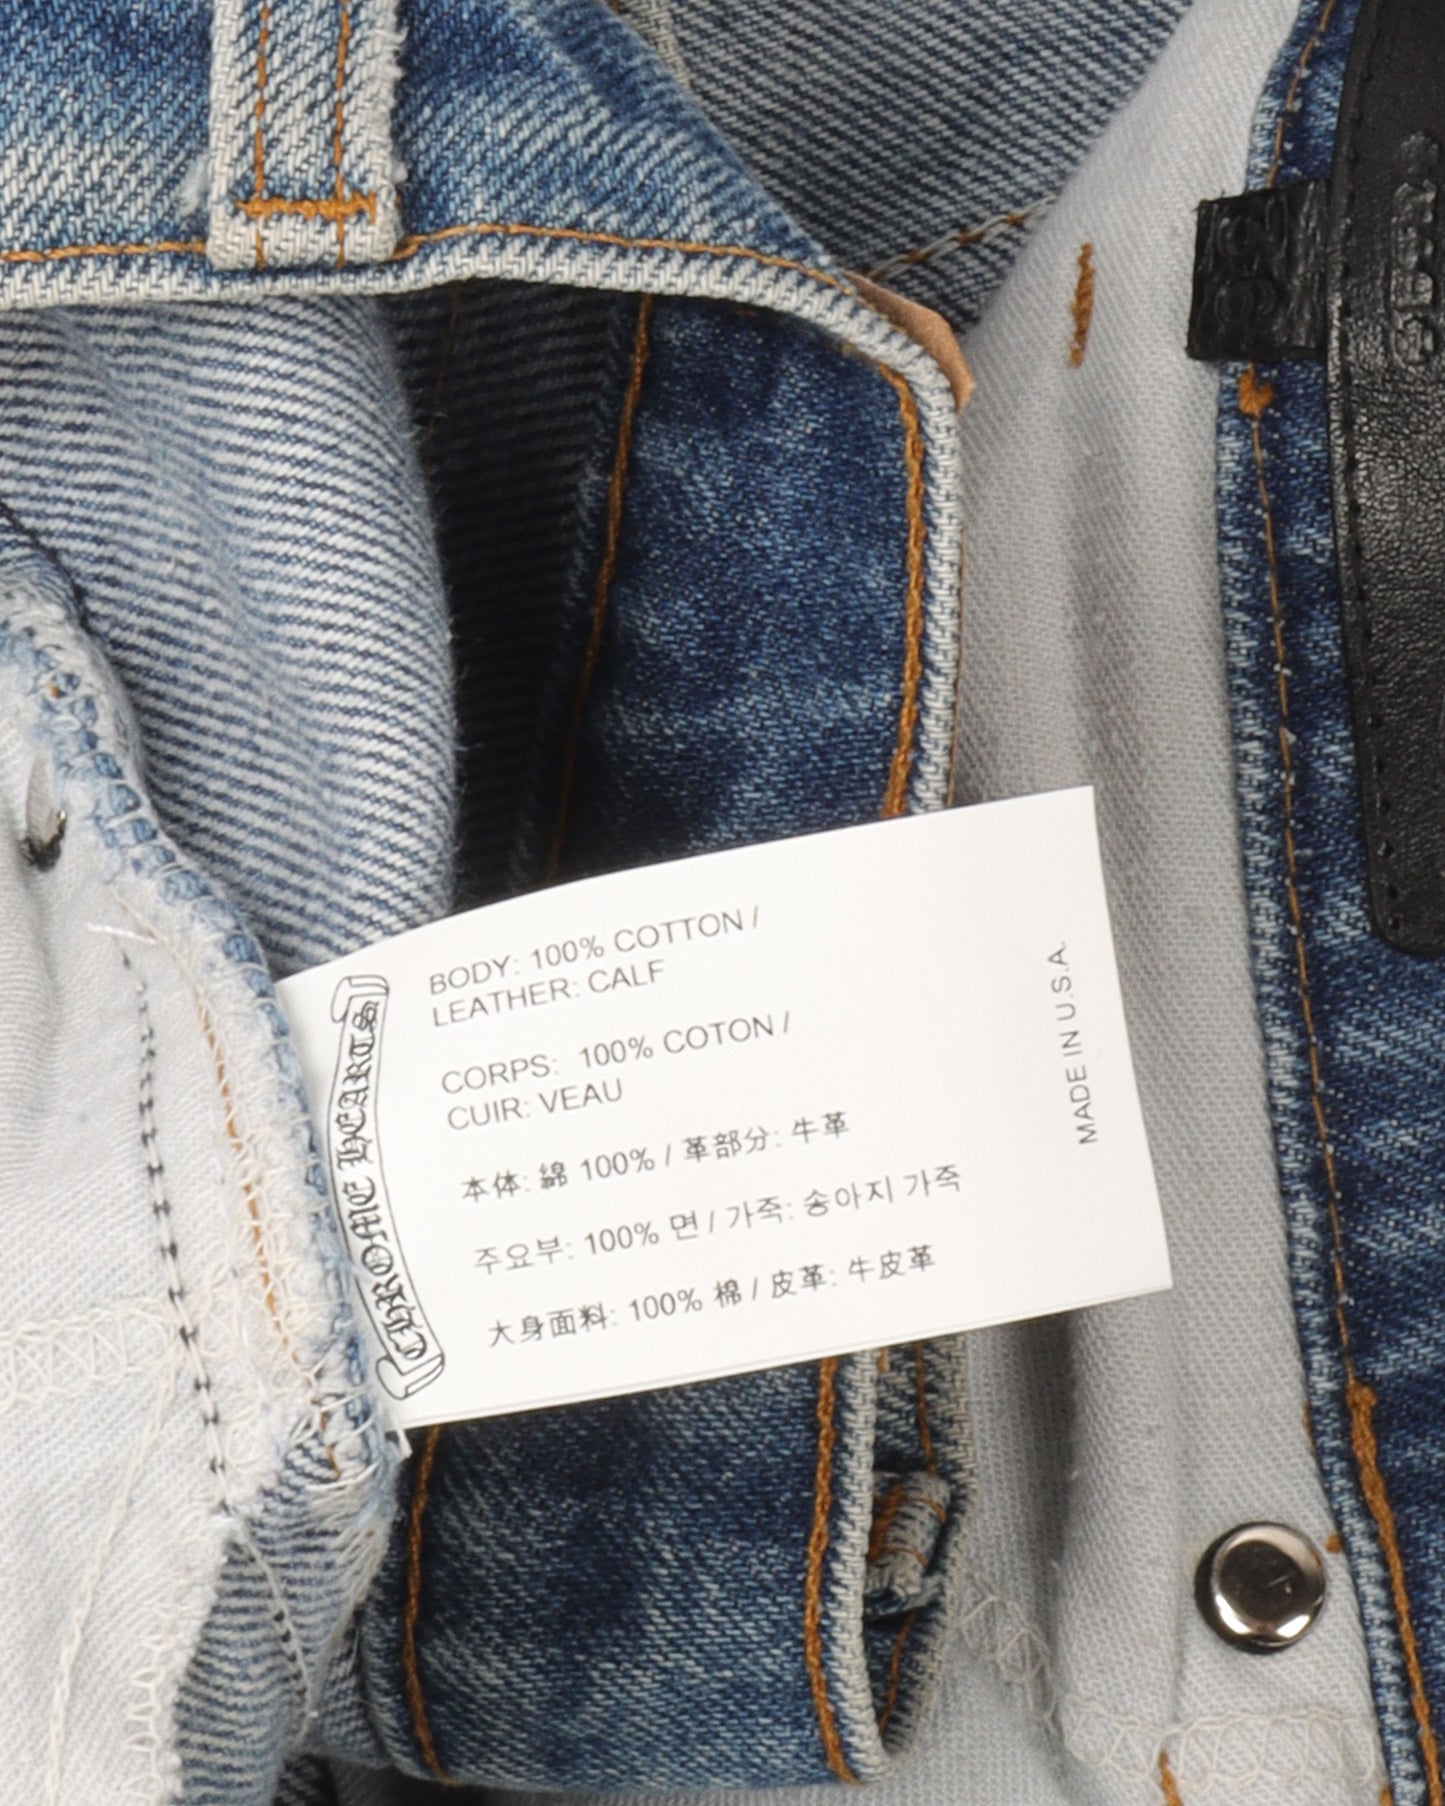 CHROME HEARTS
BODY: 100% COTTON /
LEATHER: CALF
CORPS: 100% COTON /
CUIR: VEAU
本体: 綿 100% / 革部分: 牛革
주요부: 100% 면 / 가죽: 송아지 가죽
大身面料: 100% 棉 / 皮革: 牛皮革
MADE IN U.S.A.